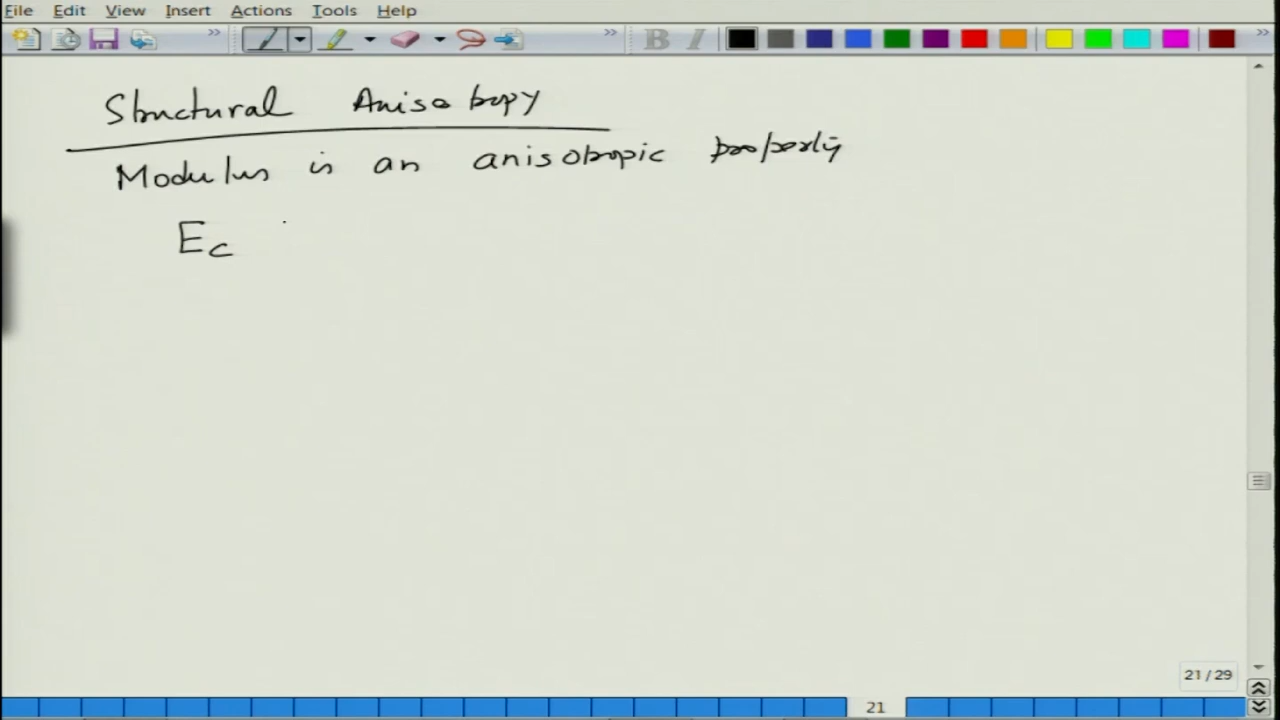 File Edit View Insert Actions Tools Help
B I
Structural Anisotropy
Modulus is an anisotropic property
Ec
21 / 29
21